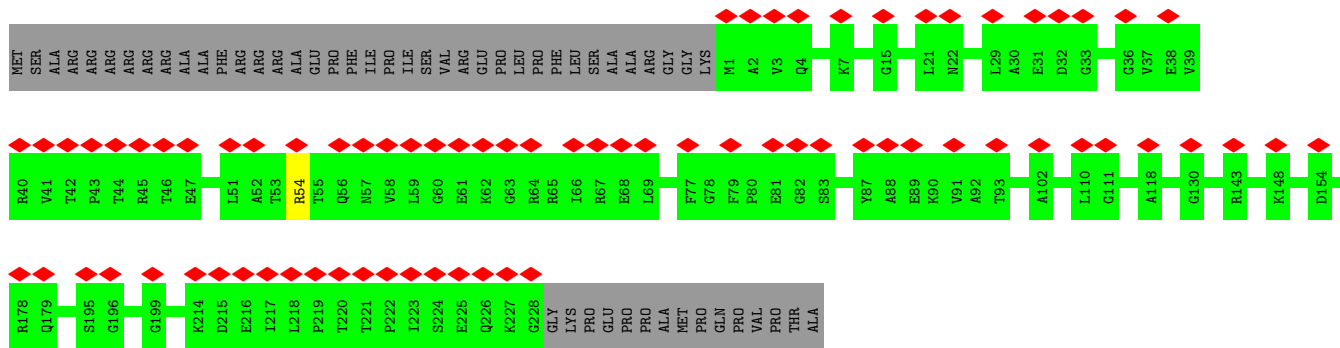 MET SER ALA ARG ARG ARG ARG ARG ARG ALA ALA PHE ARG ARG ARG ALA GLU PRO PHE ILE PRO ILE SER VAL ARG GLU PRO LEU PRO PHE LEU SER ALA ALA ARG GLY GLY LYS M1 A2 V3 Q4 K7 G15 L21 N22 L29 A30 E31 D32 G33 G36 V37 E38 V39
R40 V41 T42 P43 T44 R45 T46 E47 L51 A52 T53 R54 T55 Q56 N57 V58 L59 G60 E61 K62 G63 R64 R65 I66 R67 E68 L69 F77 G78 F79 P80 E81 G82 S83 Y87 A88 E89 K90 V91 A92 T93 A102 L110 G111 A118 G130 R143 K148 D154
R178 Q179 S195 G196 G199 K214 D215 E216 I217 L218 P219 T220 T221 P222 I223 S224 E225 Q226 K227 G228 GLY LYS PRO GLU PRO PRO ALA MET PRO GLN PRO VAL PRO THR ALA